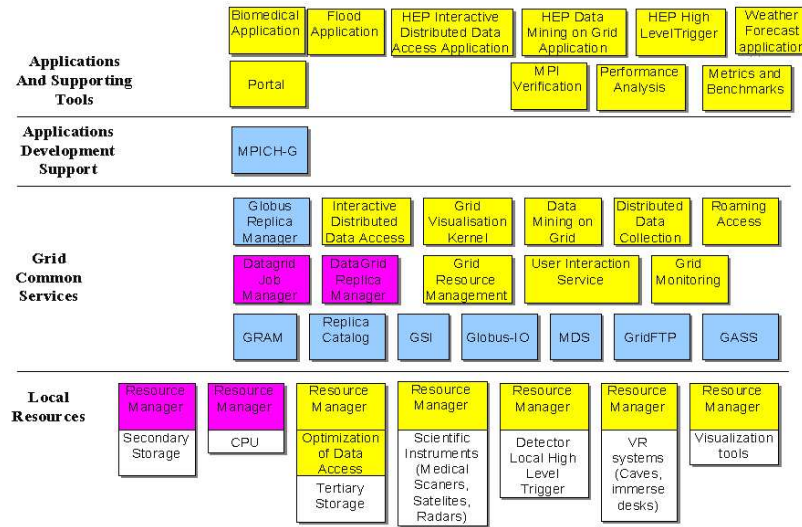 Biomedical Application
Flood Application
HEP Interactive Distributed Data Access Application
HEP Data Mining on Grid Application
HEP High LevelTrigger
Weather Forecast application
Applications And Supporting Tools
Portal
MPI Verification
Performance Analysis
Metrics and Benchmarks
Applications Development Support
MPICH-G
Grid Common Services
Globus Replica Manager
Interactive Distributed Data Access
Grid Visualisation Kernel
Data Mining on Grid
Distributed Data Collection
Roaming Access
Datagrid Job Manager
DataGrid Replica Manager
Grid Resource Management
User Interaction Service
Grid Monitoring
GRAM
Replica Catalog
GSI
Globus-IO
MDS
GridFTP
GASS
Local Resources
Resource Manager
Secondary Storage
Resource Manager
CPU
Resource Manager
Optimization of Data Access
Tertiary Storage
Resource Manager
Scientific Instruments (Medical Scaners, Satelites, Radars)
Resource Manager
Detector Local High Level Trigger
Resource Manager
VR systems (Caves, immerse desks)
Resource Manager
Visualization tools